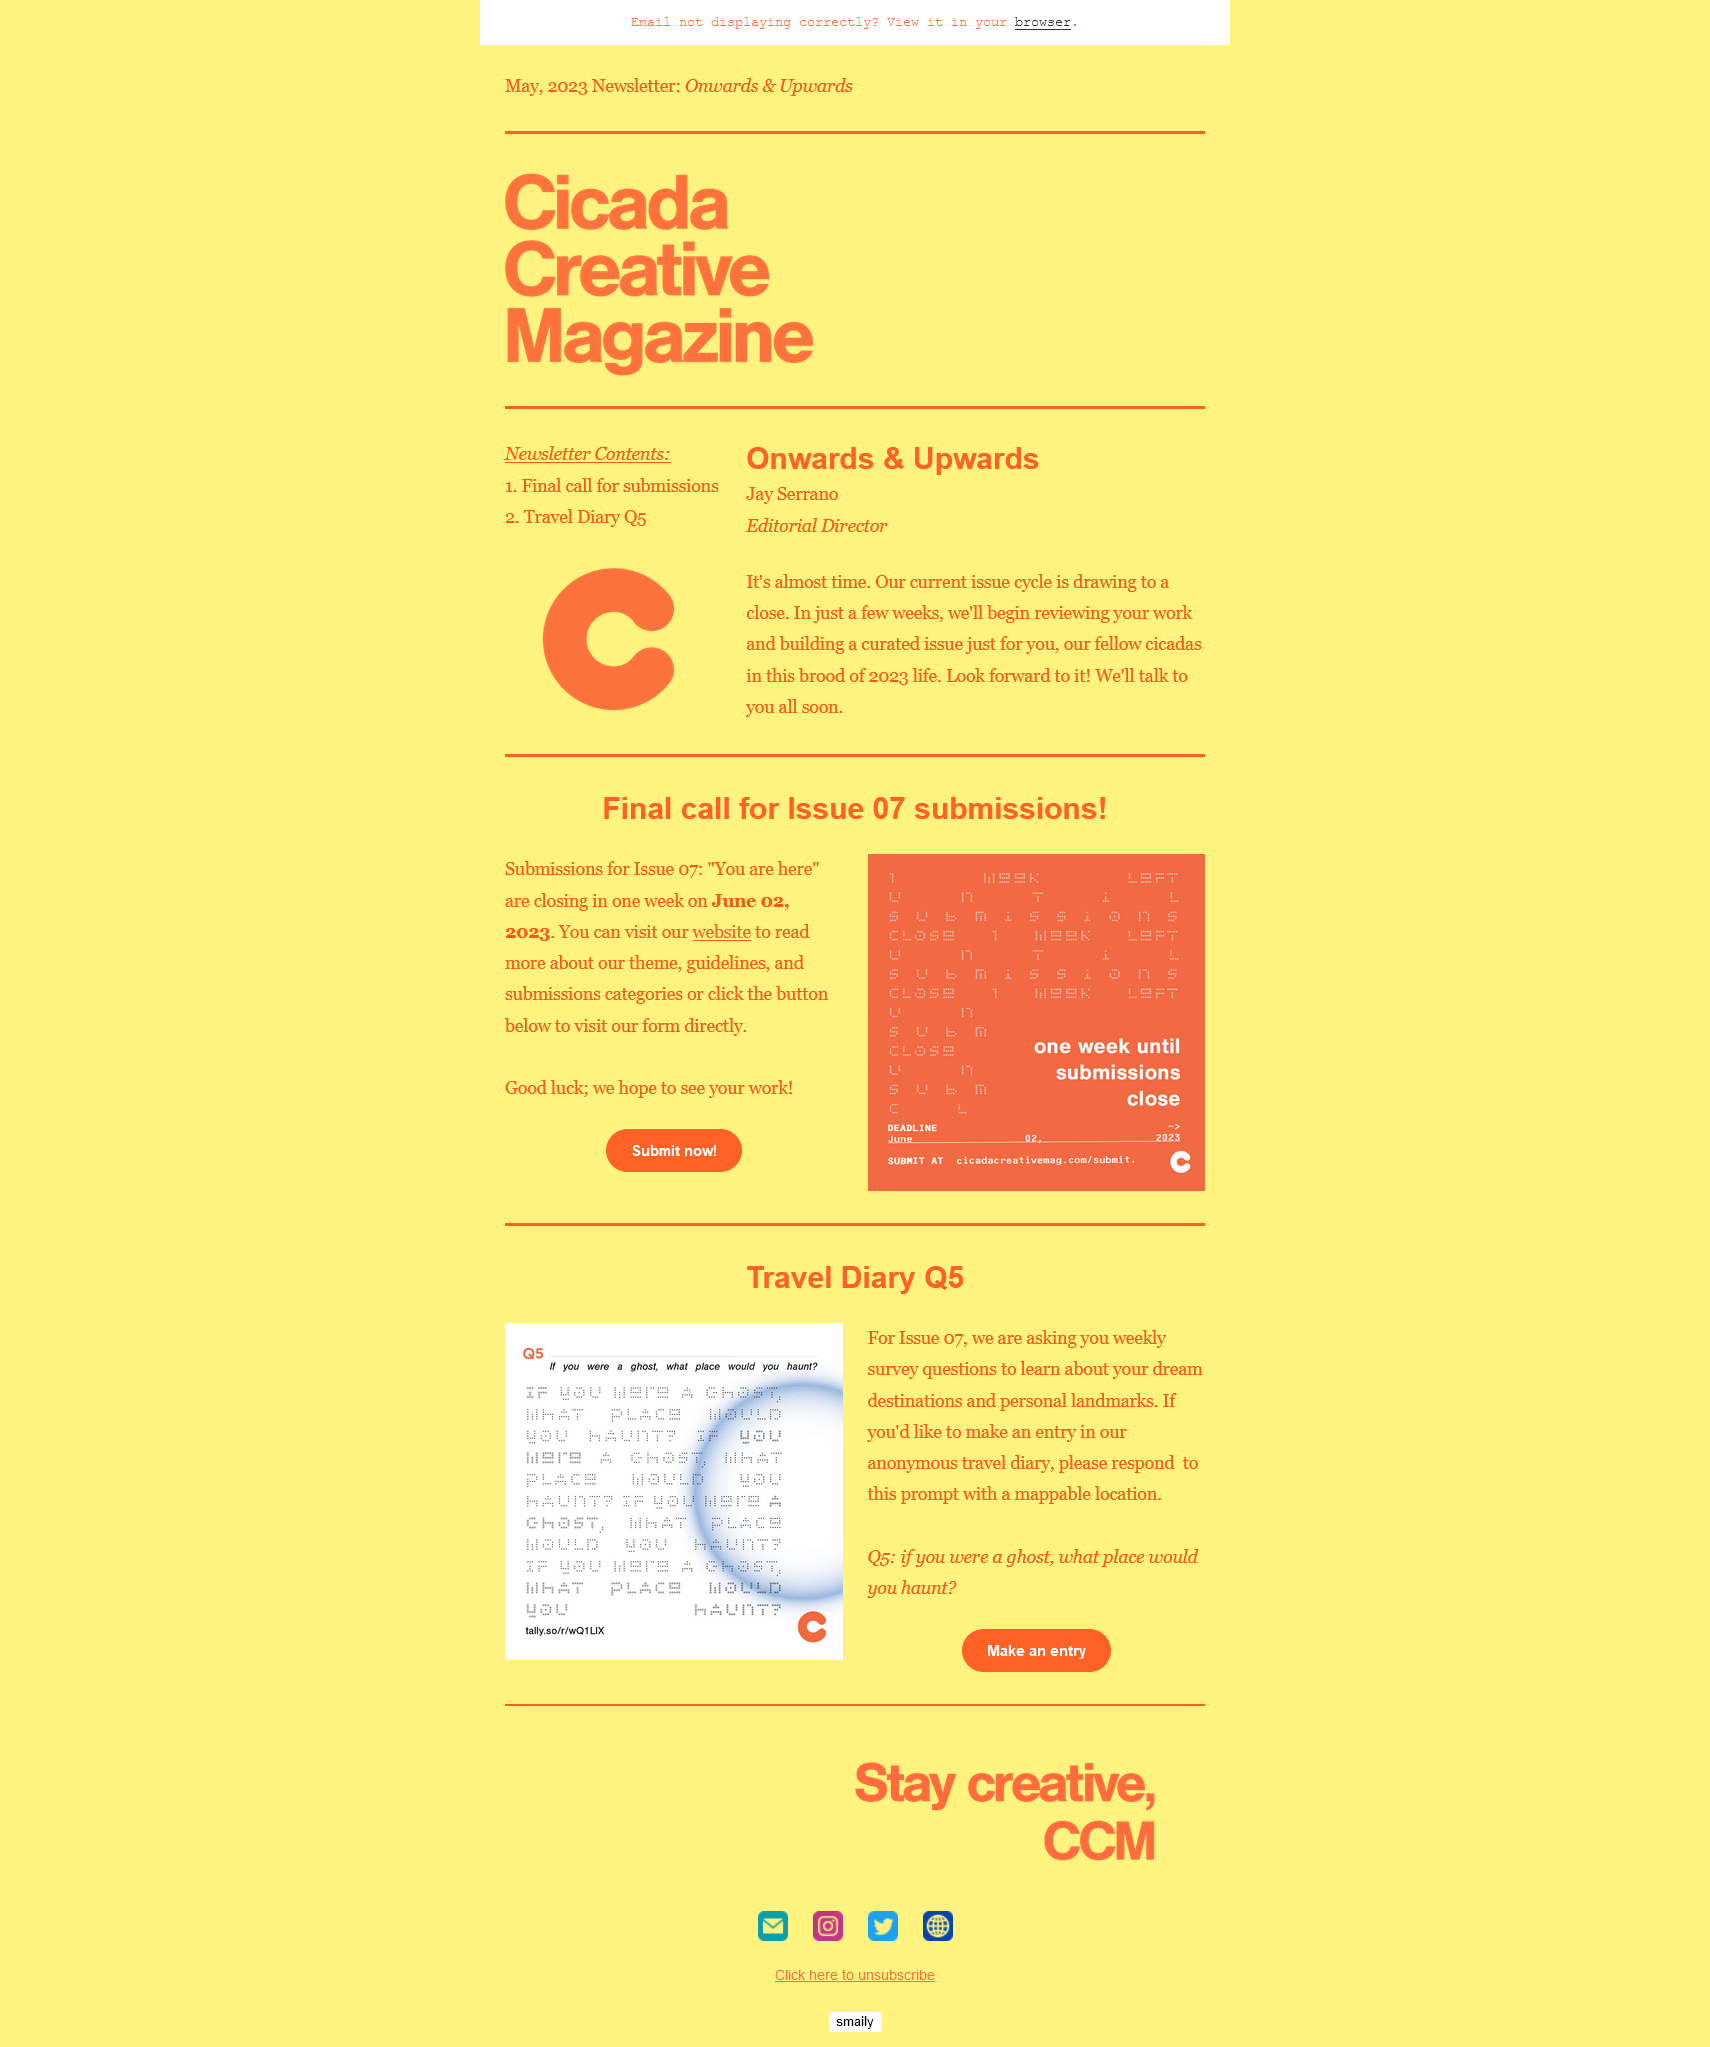 Email not displaying correctly? View it in your browser.
May, 2023 Newsletter: Onwards & Upwards
Cicada
Creative
Magazine
Newsletter Contents:
1. Final call for submissions
2. Travel Diary Q5
Onwards & Upwards
Jay Serrano
Editorial Director
It's almost time. Our current issue cycle is drawing to a
close. In just a few weeks, we'll begin reviewing your work
and building a curated issue just for you, our fellow cicadas
in this brood of 2023 life. Look forward to it! We'll talk to
you all soon.
Final call for Issue 07 submissions!
Submissions for Issue 07: "You are here"
are closing in one week on June 02,
2023. You can visit our website to read
more about our theme, guidelines, and
submissions categories or click the button
below to visit our form directly.
Good luck; we hope to see your work!
Submit now!
1 WeeK LeFT
U n T i L
S U b m i S S i O n S
CLOSe 1 WeeK LeFT
U n T i L
S U b m i S S i O n S
CLOSe 1 WeeK LeFT
U n
S U b m
CLOSe
U n
S U b m
C L
one week until
submissions
close
DEADLINE ->
June 02, 2023
SUBMIT AT cicadacreativemag.com/submit.
Travel Diary Q5
Q5
If you were a ghost, what place would you haunt?
IF yOU Were A GhOST,
WhAT pLACe WOULD
yOU hAUnT? IF yOU
Were A GhOST, WhAT
pLACe WOULD yOU
hAUnT? IF yOU Were A
GhOST, WhAT pLACe
WOULD yOU hAUnT?
IF yOU Were A GhOST,
WhAT pLACe WOULD
yOU hAUnT?
tally.so/r/wQ1LlX
For Issue 07, we are asking you weekly
survey questions to learn about your dream
destinations and personal landmarks. If
you'd like to make an entry in our
anonymous travel diary, please respond  to
this prompt with a mappable location.
Q5: if you were a ghost, what place would
you haunt?
Make an entry
Stay creative,
CCM
Click here to unsubscribe
smaily